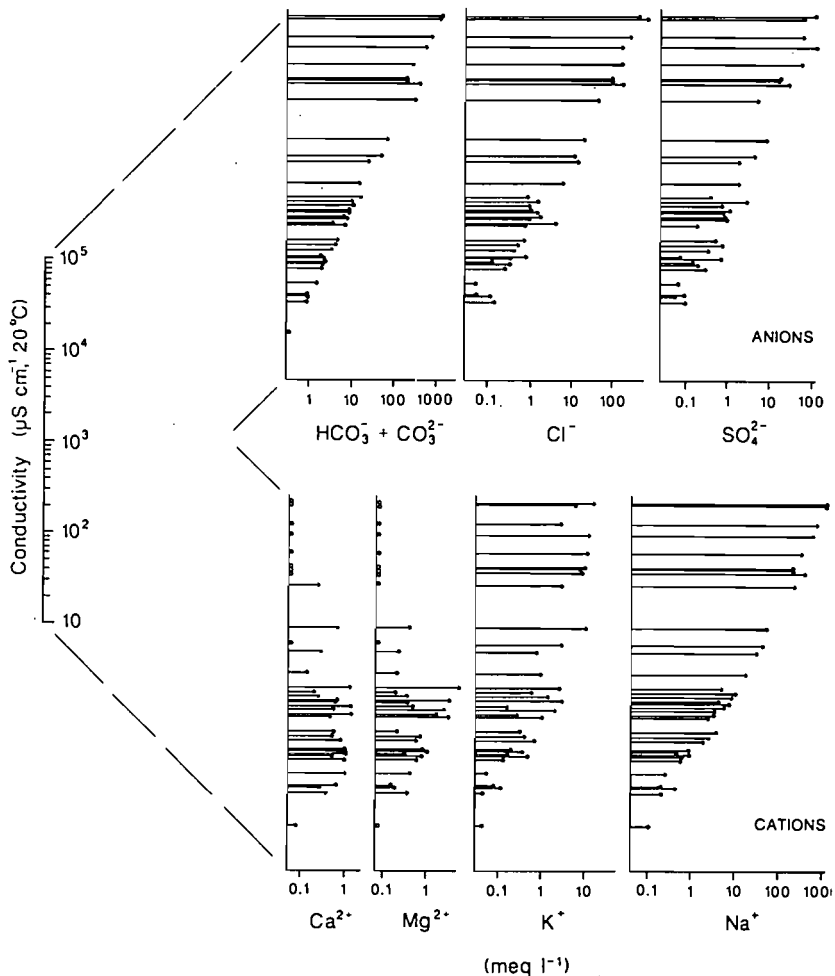 ANIONS
1 10 100 1000
HCO₃⁻ + CO₃²⁻
0.1 1 10 100
Cl⁻
0.1 1 10 100
SO₄²⁻
Conductivity (µS cm⁻¹, 20°C)
10⁵
10⁴
10³
10²
10
CATIONS
0.1 1
Ca²⁺
0.1 1
Mg²⁺
0.1 1 10
K⁺
0.1 1 10 100 1000
Na⁺
(meq l⁻¹)